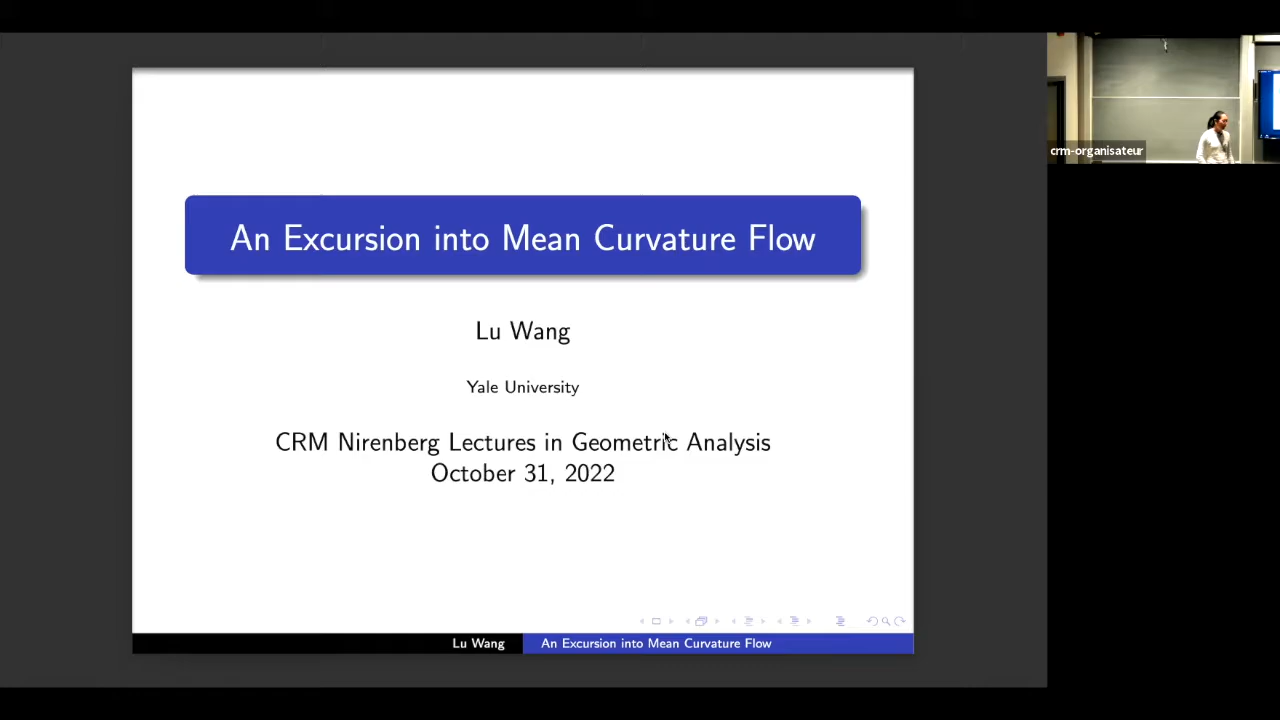 An Excursion into Mean Curvature Flow
Lu Wang
Yale University
CRM Nirenberg Lectures in Geometric Analysis
October 31, 2022
Lu Wang
An Excursion into Mean Curvature Flow
crm-organisateur